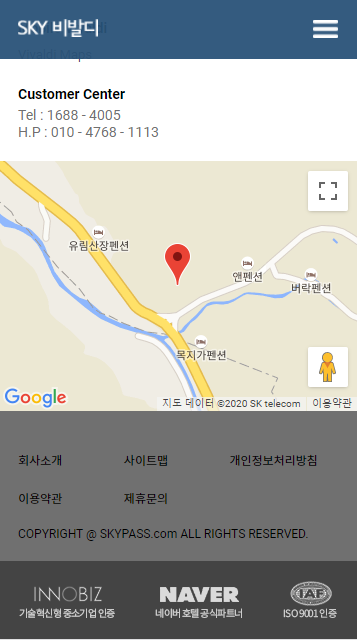 SKY 비발디
Vivaldi Maps
Customer Center
Tel : 1688 - 4005
H.P : 010 - 4768 - 1113
유림산장펜션
앤펜션
버락펜션
목지가펜션
Google
지도 데이터 ©2020 SK telecom
이용약관
회사소개 사이트맵 개인정보처리방침
이용약관 제휴문의
COPYRIGHT @ SKYPASS.com ALL RIGHTS RESERVED.
INNOBIZ NAVER IAF
기술혁신형 중소기업 인증 네이버 호텔 공식파트너 ISO 9001 인증